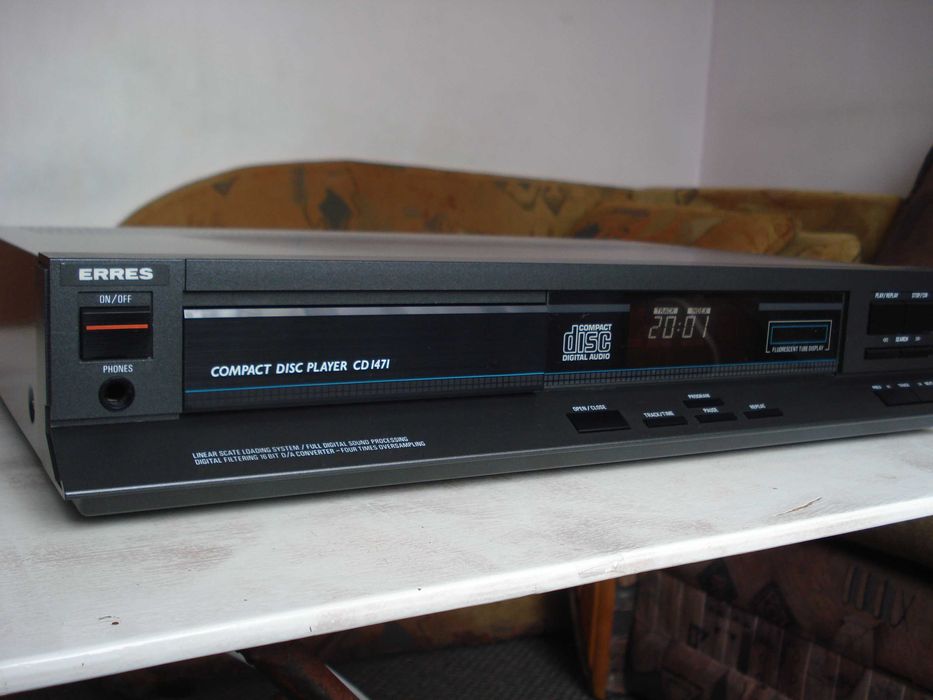 ERRES
ON/OFF
PHONES
COMPACT DISC PLAYER CD 1471
COMPACT
disc
DIGITAL AUDIO
TRACK INDEX
20:01
FLUORESCENT TUBE DISPLAY
PLAY/REPLAY
SEARCH
OPEN/CLOSE
TRACK/TIME
PROGRAM
PAUSE
REPEAT
LINEAR SCATE LOADING SYSTEM / FULL DIGITAL SOUND PROCESSING
DIGITAL FILTERING 16 BIT D/A CONVERTER - FOUR TIMES OVERSAMPLING